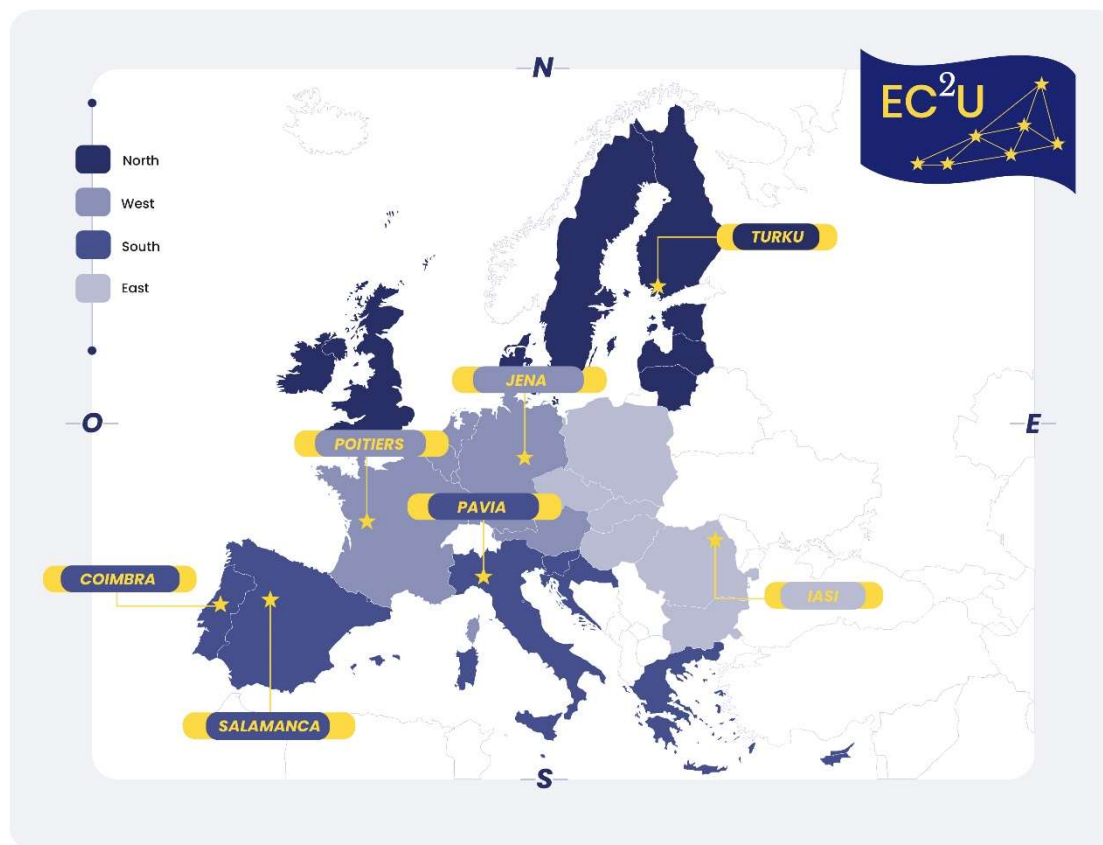 N
EC²U
North
West
South
East
TURKU
JENA
O
E
POITIERS
PAVIA
COIMBRA
IASI
SALAMANCA
S